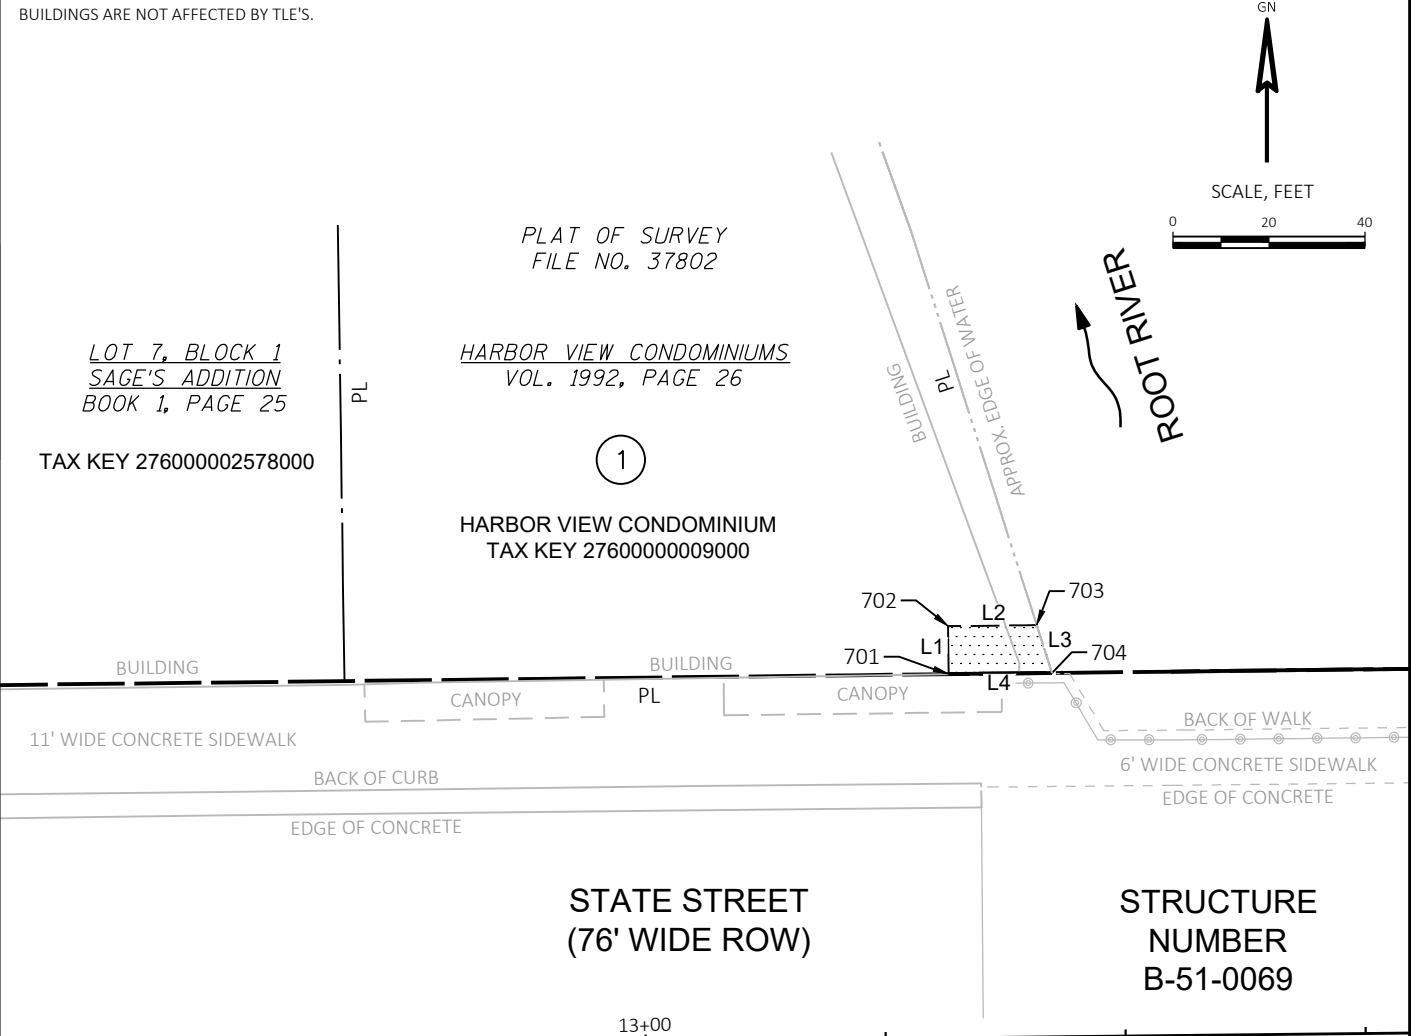 BUILDINGS ARE NOT AFFECTED BY TLE'S.
GN
SCALE, FEET
0 20 40
PLAT OF SURVEY
FILE NO. 37802
ROOT RIVER
LOT 7, BLOCK 1
SAGE'S ADDITION
BOOK 1, PAGE 25
TAX KEY 276000002578000
PL
HARBOR VIEW CONDOMINIUMS
VOL. 1992, PAGE 26
1
HARBOR VIEW CONDOMINIUM
TAX KEY 27600000009000
BUILDING
PL
APPROX. EDGE OF WATER
702
L2
703
L1
L3
701
704
L4
BUILDING
BUILDING
CANOPY
PL
CANOPY
11' WIDE CONCRETE SIDEWALK
BACK OF WALK
6' WIDE CONCRETE SIDEWALK
BACK OF CURB
EDGE OF CONCRETE
EDGE OF CONCRETE
STATE STREET
(76' WIDE ROW)
STRUCTURE
NUMBER
B-51-0069
13+00